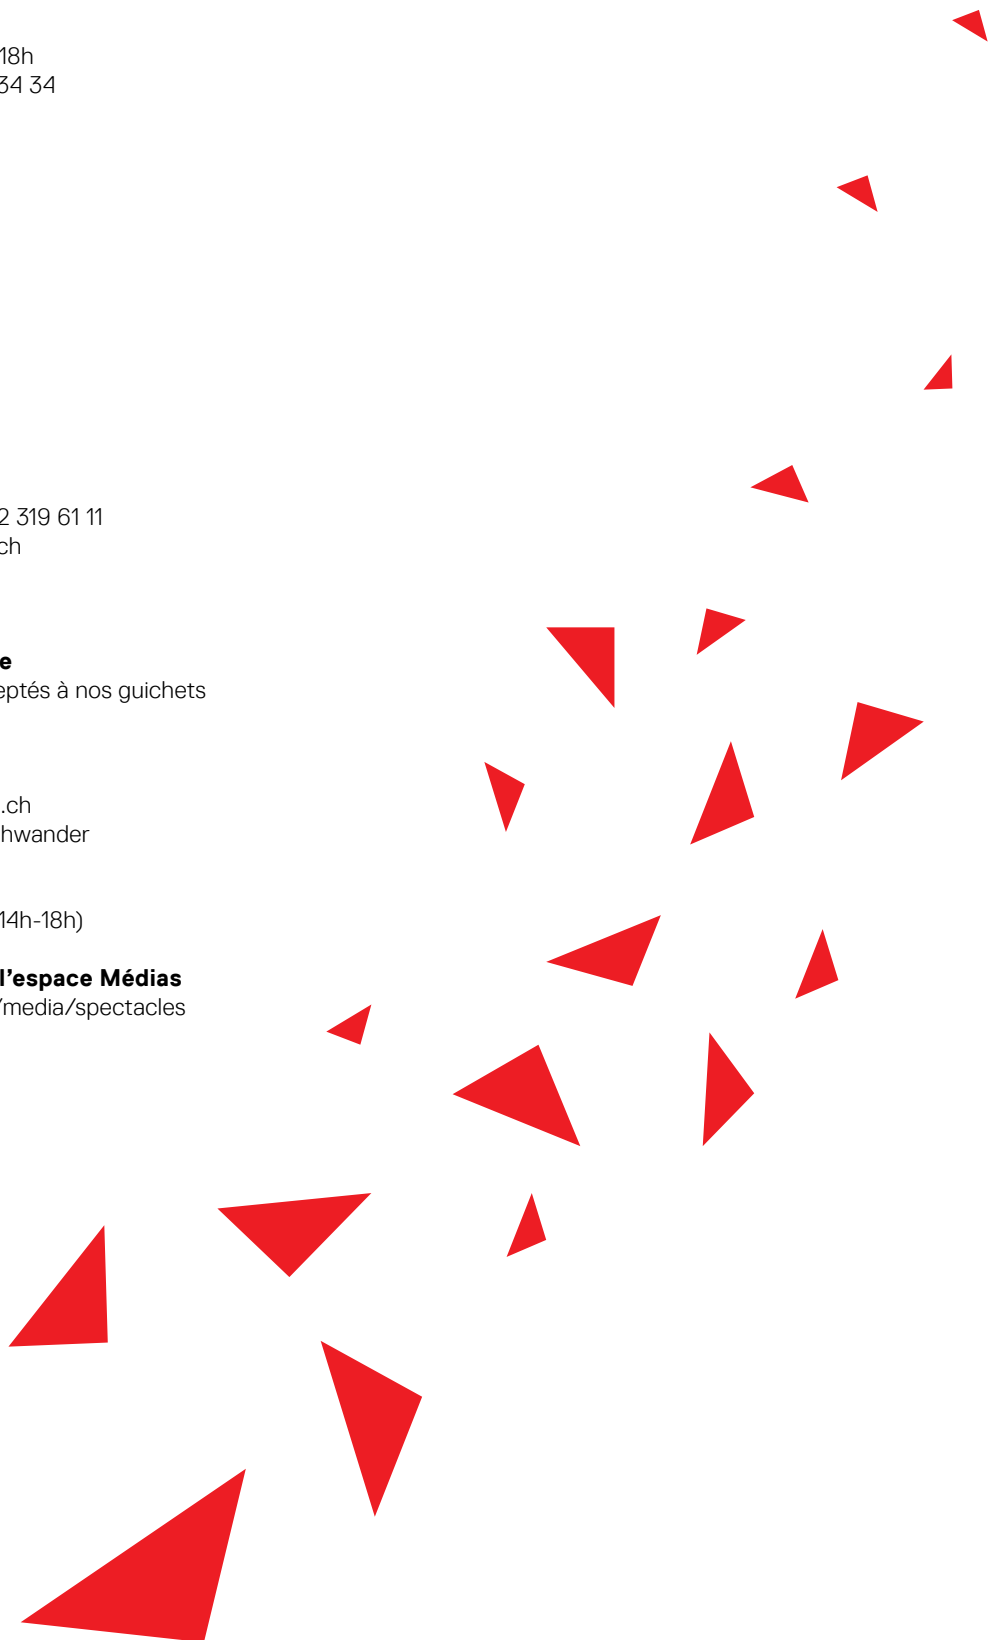 18h
34 34
2 319 61 11
ch
e
eptés à nos guichets
.ch
hwander
14h-18h)
l’espace Médias
/media/spectacles